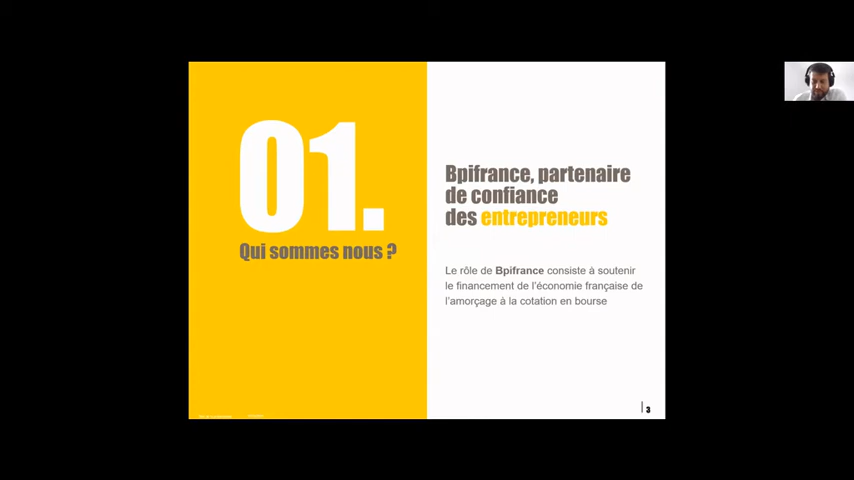 01.
Qui sommes nous ?
Bpifrance, partenaire
de confiance
des entrepreneurs
Le rôle de Bpifrance consiste à soutenir
le financement de l’économie française de
l’amorçage à la cotation en bourse
3